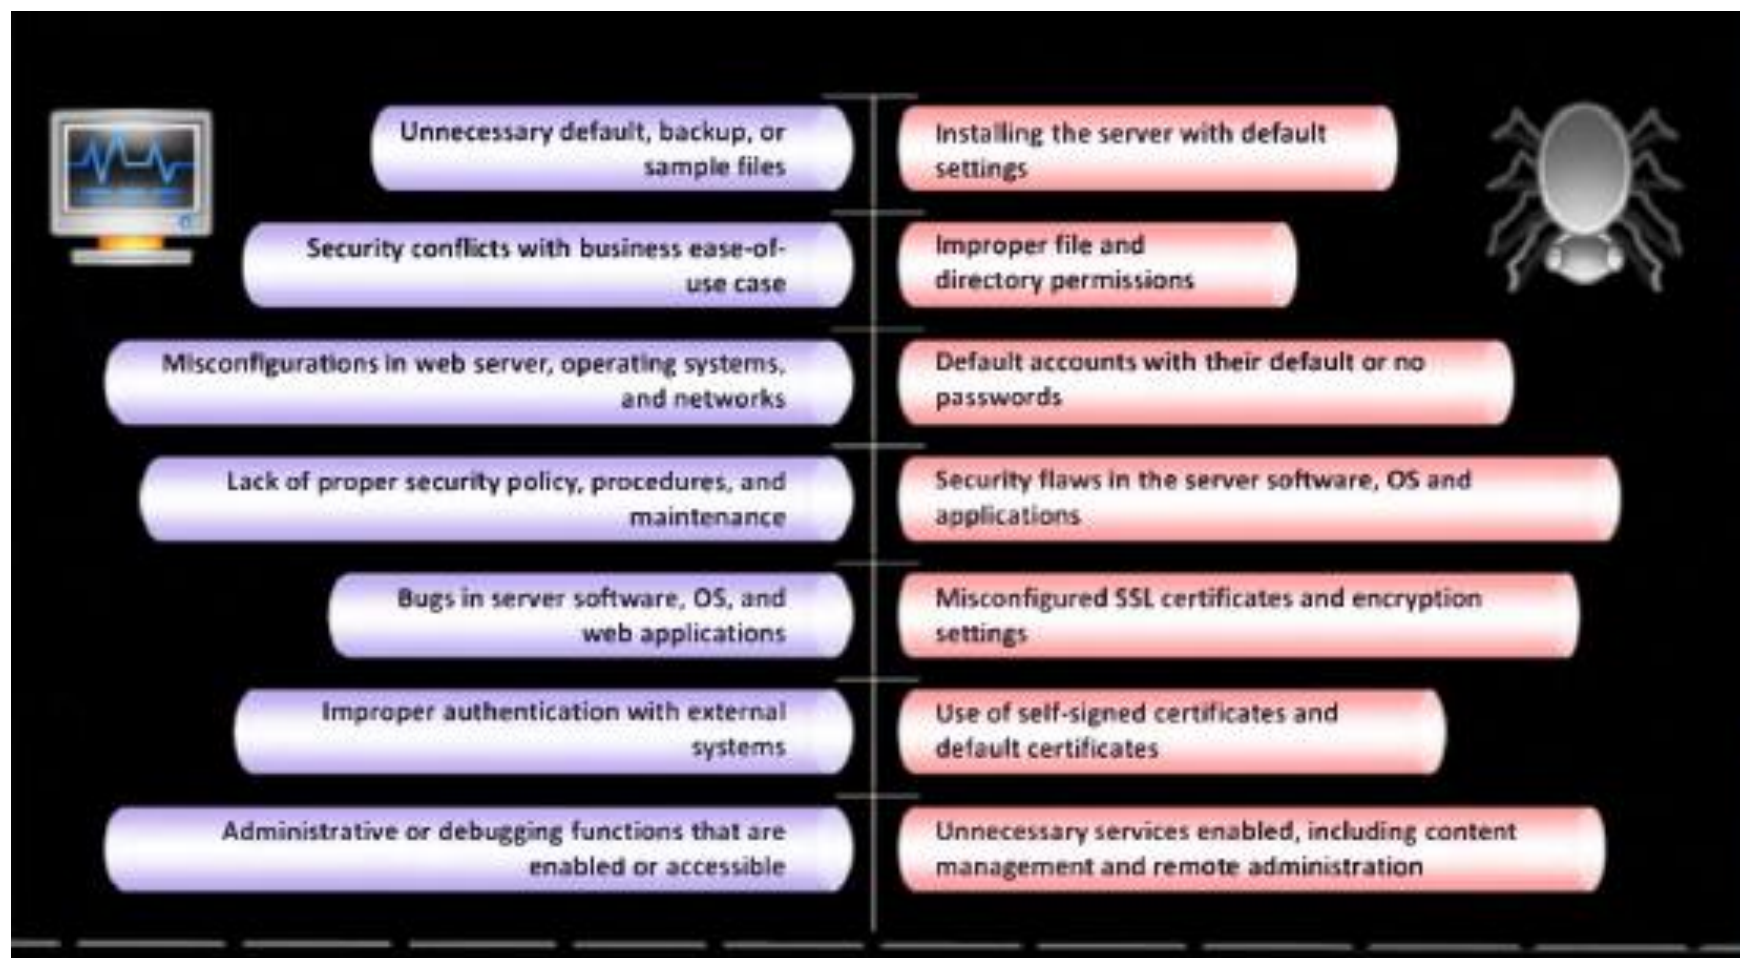 Unnecessary default, backup, or
sample files
Installing the server with default
settings
Security conflicts with business ease-of-
use case
Improper file and
directory permissions
Misconfigurations in web server, operating systems,
and networks
Default accounts with their default or no
passwords
Lack of proper security policy, procedures, and
maintenance
Security flaws in the server software, OS and
applications
Bugs in server software, OS, and
web applications
Misconfigured SSL certificates and encryption
settings
Improper authentication with external
systems
Use of self-signed certificates and
default certificates
Administrative or debugging functions that are
enabled or accessible
Unnecessary services enabled, including content
management and remote administration